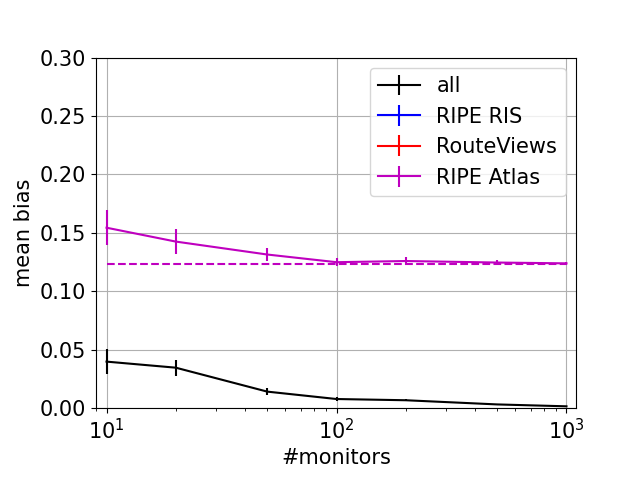 0.30
0.25
0.20
0.15
0.10
0.05
0.00
mean bias
all
RIPE RIS
RouteViews
RIPE Atlas
10¹ 10² 10³
#monitors